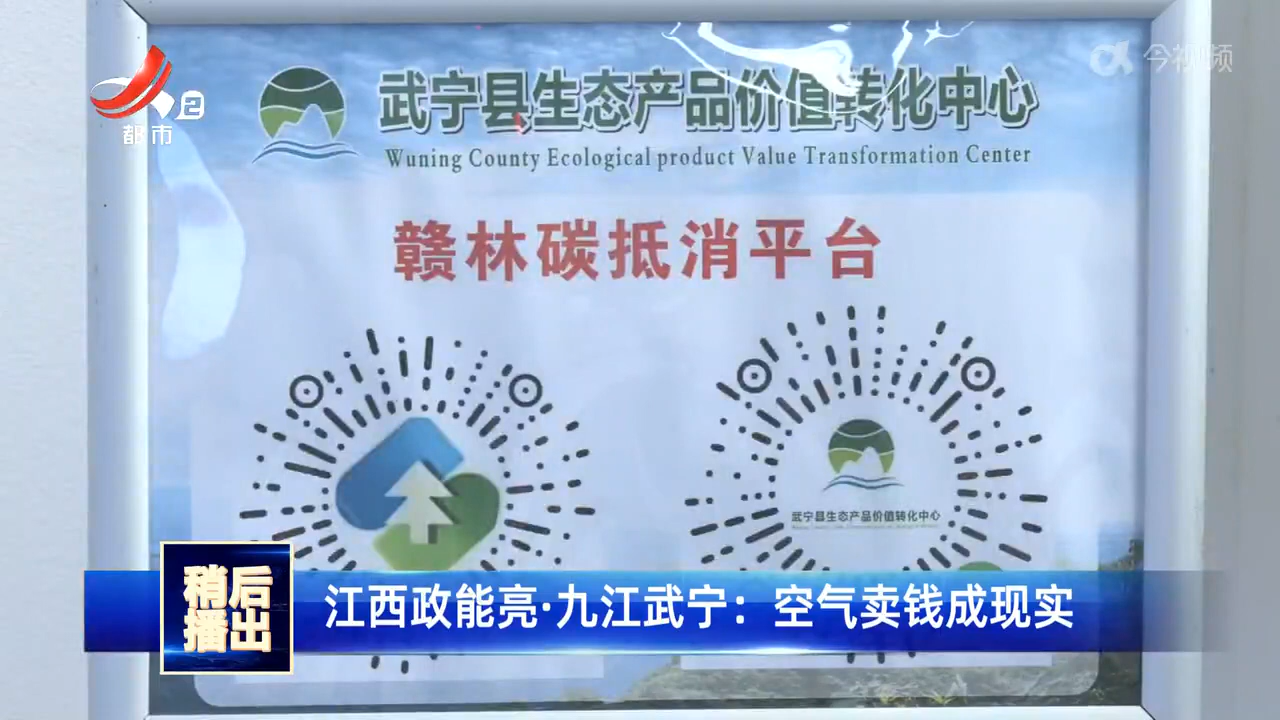 2
都市
今视频
武宁县生态产品价值转化中心
Wuning County Ecological product Value Transformation Center
赣林碳抵消平台
武宁县生态产品价值转化中心
稍后播出
江西政能亮·九江武宁：空气卖钱成现实